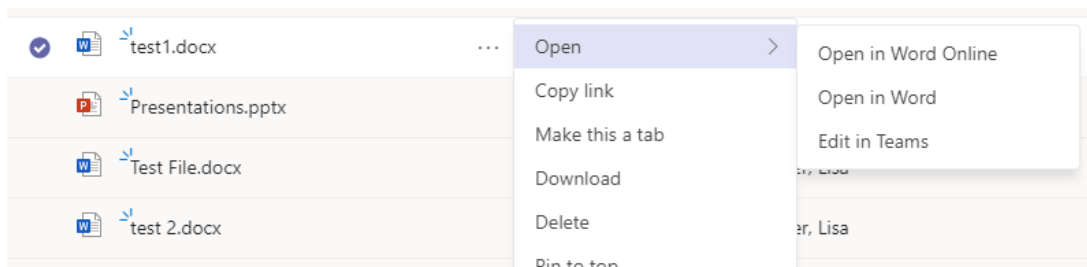 test1.docx
...
Open
Open in Word Online
Copy link
Open in Word
Presentations.pptx
Make this a tab
Edit in Teams
Test File.docx
Download
Lisa
test 2.docx
Delete
er, Lisa
Pin to top